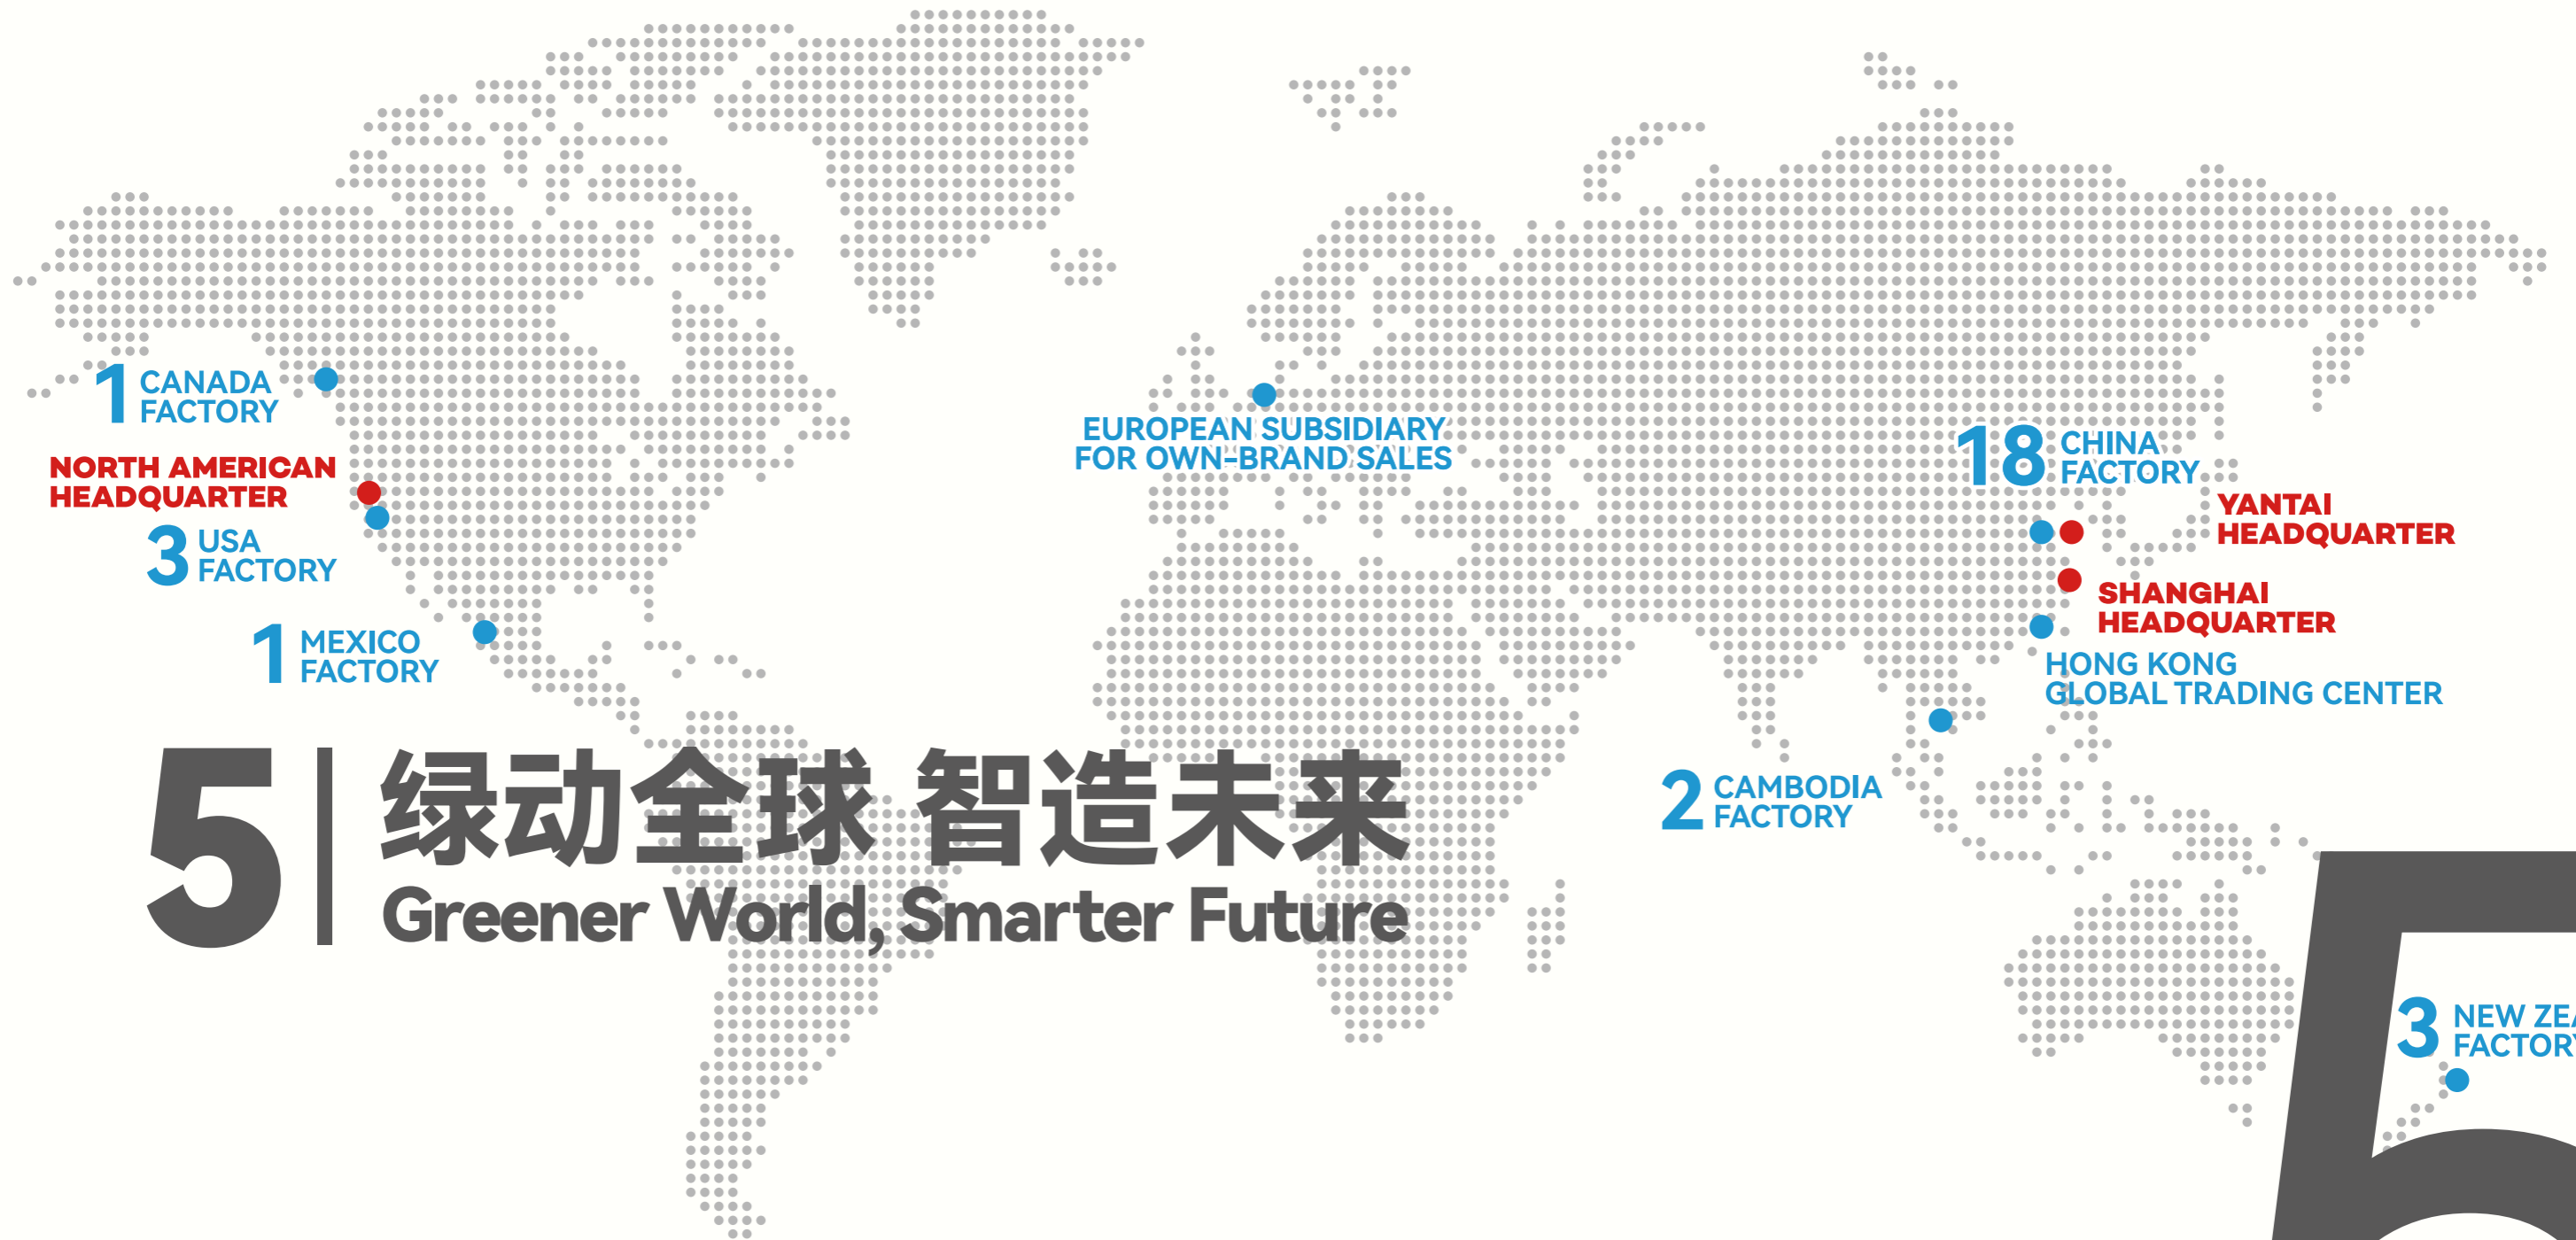 1 CANADA
FACTORY
NORTH AMERICAN
HEADQUARTER
3 USA
FACTORY
1 MEXICO
FACTORY
EUROPEAN SUBSIDIARY
FOR OWN-BRAND SALES
18 CHINA
FACTORY
YANTAI
HEADQUARTER
SHANGHAI
HEADQUARTER
HONG KONG
GLOBAL TRADING CENTER
2 CAMBODIA
FACTORY
5
绿动全球 智造未来
Greener World, Smarter Future
5
3 NEW